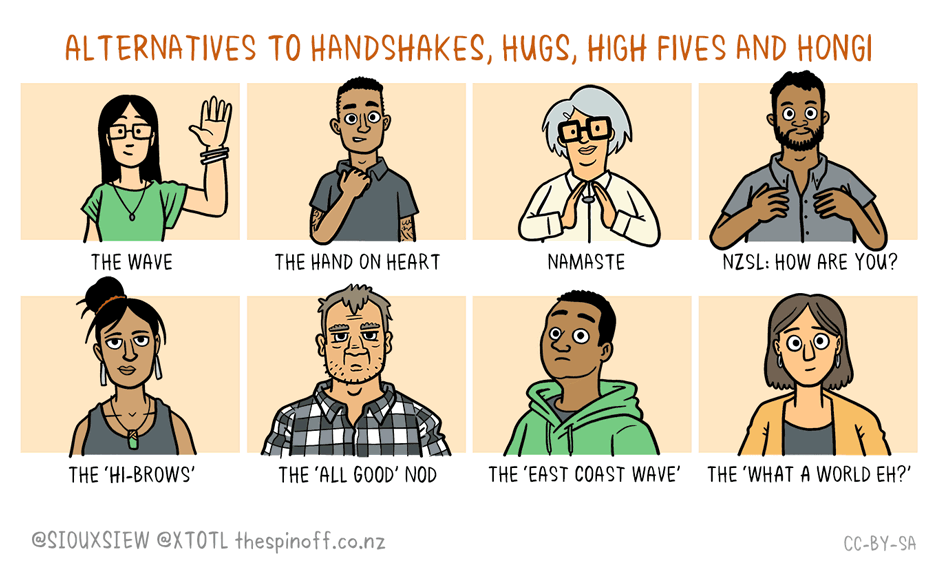 ALTERNATIVES TO HANDSHAKES, HUGS, HIGH FIVES AND HONGI
THE WAVE
THE HAND ON HEART
NAMASTE
NZSL: HOW ARE YOU?
THE ‘HI-BROWS’
THE ‘ALL GOOD’ NOD
THE ‘EAST COAST WAVE’
THE ‘WHAT A WORLD EH?’
@SIOUXSIEW @XTOTL thespinoff.co.nz
CC-BY-SA